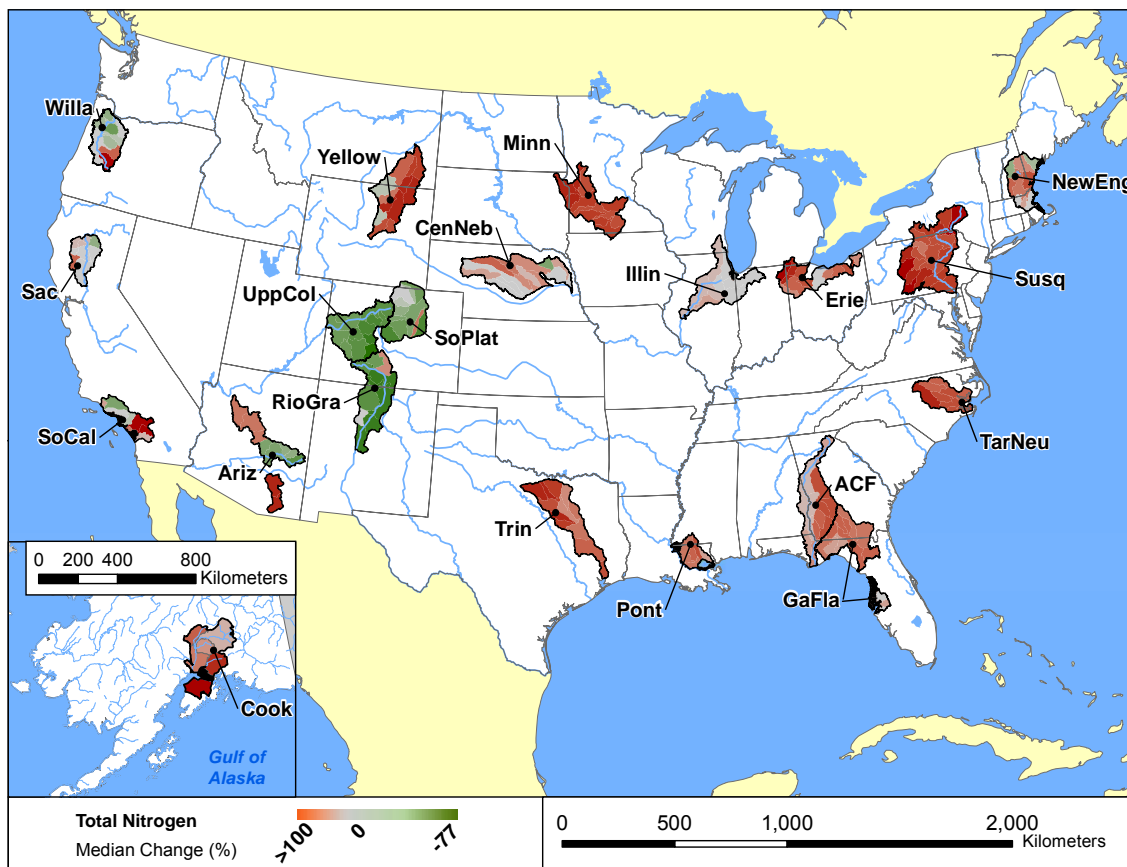 Willa
Yellow
Minn
NewEng
CenNeb
Sac
UppCol
Illin
Erie
Susq
SoPlat
RioGra
SoCal
Ariz
TarNeu
ACF
Trin
Pont
GaFla
0 200 400 800
Kilometers
Cook
Gulf of
Alaska
Total Nitrogen
Median Change (%)
>100 0 -77
0 500 1,000 2,000
Kilometers